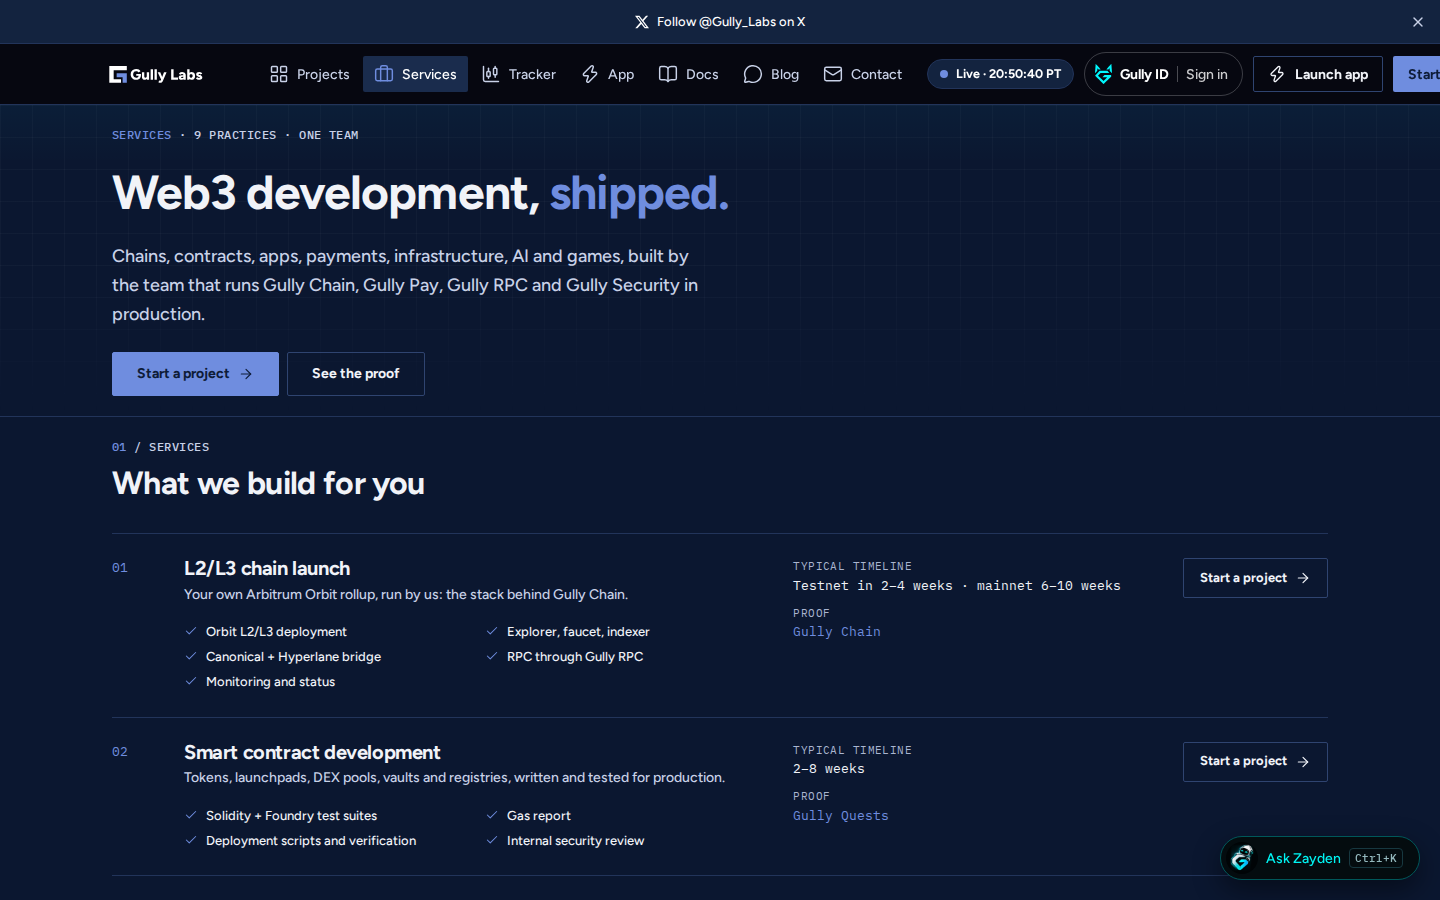 Follow @Gully_Labs on X
Gully Labs
Projects
Services
Tracker
App
Docs
Blog
Contact
Live · 20:50:40 PT
Gully ID
Sign in
Launch app
Start
SERVICES · 9 PRACTICES · ONE TEAM
Web3 development, shipped.
Chains, contracts, apps, payments, infrastructure, AI and games, built by
the team that runs Gully Chain, Gully Pay, Gully RPC and Gully Security in
production.
Start a project
See the proof
01 / SERVICES
What we build for you
01
L2/L3 chain launch
Your own Arbitrum Orbit rollup, run by us: the stack behind Gully Chain.
Orbit L2/L3 deployment
Explorer, faucet, indexer
Canonical + Hyperlane bridge
RPC through Gully RPC
Monitoring and status
TYPICAL TIMELINE
Testnet in 2–4 weeks · mainnet 6–10 weeks
PROOF
Gully Chain
Start a project
02
Smart contract development
Tokens, launchpads, DEX pools, vaults and registries, written and tested for production.
Solidity + Foundry test suites
Gas report
Deployment scripts and verification
Internal security review
TYPICAL TIMELINE
2–8 weeks
PROOF
Gully Quests
Start a project
Ask Zayden
Ctrl+K